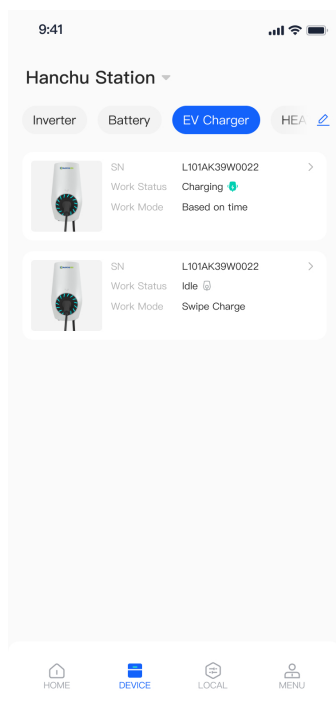 9:41
Hanchu Station
Inverter Battery EV Charger HEA
SN L101AK39W0022
Work Status Charging
Work Mode Based on time
SN L101AK39W0022
Work Status Idle
Work Mode Swipe Charge
HOME DEVICE LOCAL MENU